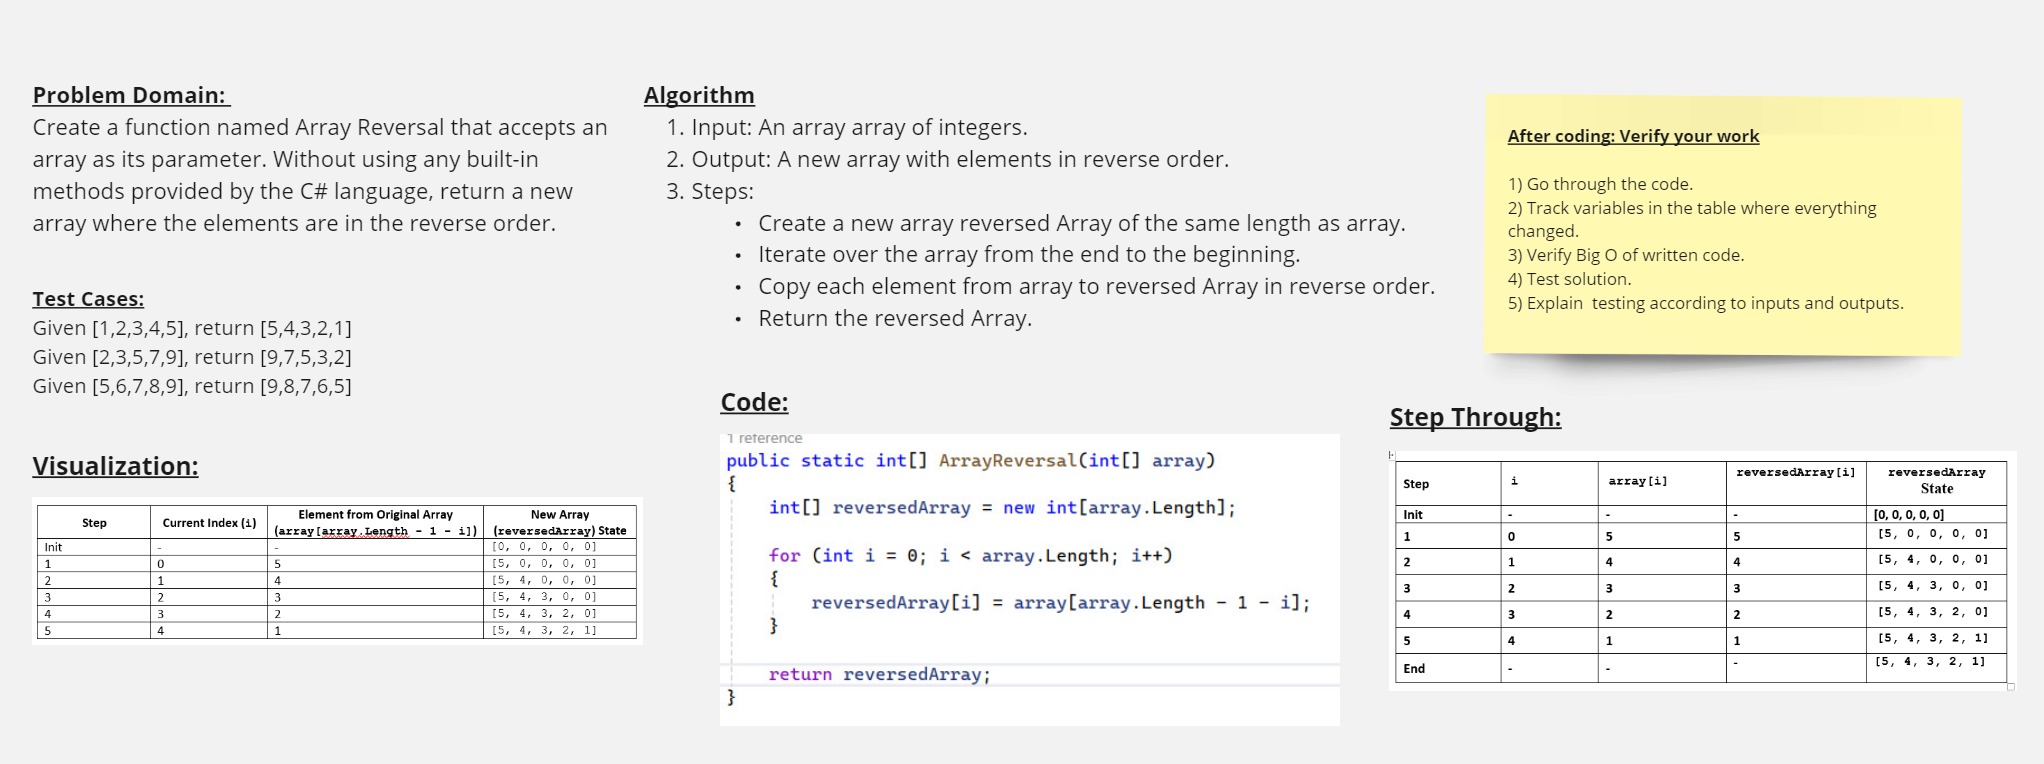 Problem Domain:
Create a function named Array Reversal that accepts an
array as its parameter. Without using any built-in
methods provided by the C# language, return a new
array where the elements are in the reverse order.
Test Cases:
Given [1,2,3,4,5], return [5,4,3,2,1]
Given [2,3,5,7,9], return [9,7,5,3,2]
Given [5,6,7,8,9], return [9,8,7,6,5]
Visualization:
Step Current Index (i) Element from Original Array (array[array.Length - 1 - i]) New Array (reversedArray) State
Init - - [0, 0, 0, 0, 0]
1 0 5 [5, 0, 0, 0, 0]
2 1 4 [5, 4, 0, 0, 0]
3 2 3 [5, 4, 3, 0, 0]
4 3 2 [5, 4, 3, 2, 0]
5 4 1 [5, 4, 3, 2, 1]
Algorithm
1. Input: An array array of integers.
2. Output: A new array with elements in reverse order.
3. Steps:
• Create a new array reversed Array of the same length as array.
• Iterate over the array from the end to the beginning.
• Copy each element from array to reversed Array in reverse order.
• Return the reversed Array.
Code:
1 reference
public static int[] ArrayReversal(int[] array)
{
int[] reversedArray = new int[array.Length];
for (int i = 0; i < array.Length; i++)
{
reversedArray[i] = array[array.Length - 1 - i];
}
return reversedArray;
}
After coding: Verify your work
1) Go through the code.
2) Track variables in the table where everything
changed.
3) Verify Big O of written code.
4) Test solution.
5) Explain testing according to inputs and outputs.
Step Through:
Step i array[i] reversedArray[i] reversedArray State
Init - - - [0, 0, 0, 0, 0]
1 0 5 5 [5, 0, 0, 0, 0]
2 1 4 4 [5, 4, 0, 0, 0]
3 2 3 3 [5, 4, 3, 0, 0]
4 3 2 2 [5, 4, 3, 2, 0]
5 4 1 1 [5, 4, 3, 2, 1]
End - - - [5, 4, 3, 2, 1]